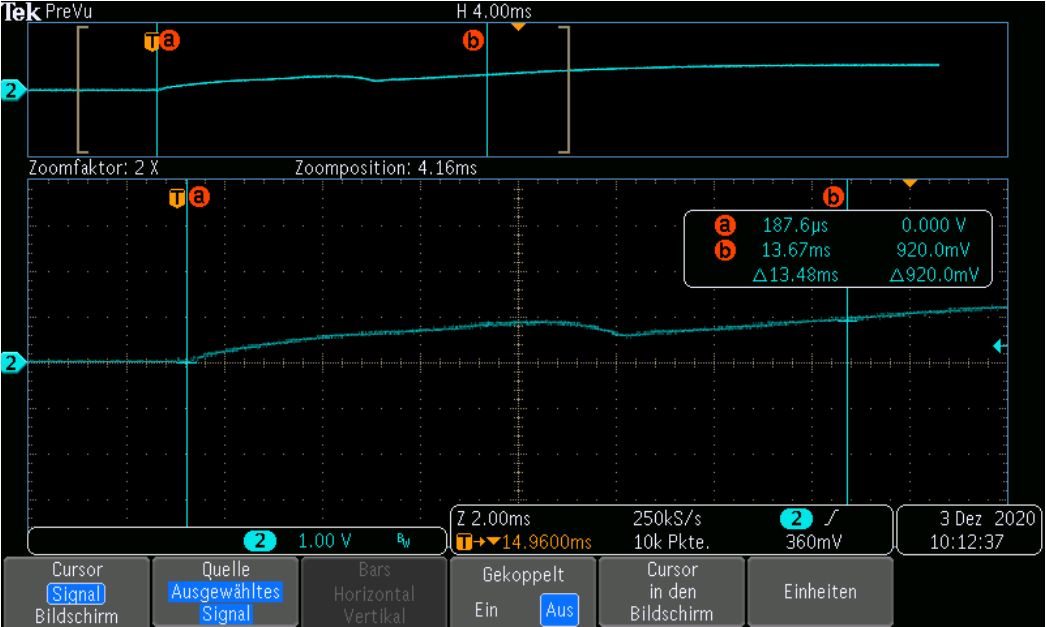 Tek PreVu
H 4.00ms
T a
b
2
Zoomfaktor: 2 X
Zoomposition: 4.16ms
T a
b
a 187.6µs 0.000 V
b 13.67ms 920.0mV
△13.48ms △920.0mV
2
2 1.00 V BW
Z 2.00ms 250kS/s 2
T→▼14.9600ms 10k Pkte. 360mV
3 Dez 2020
10:12:37
Cursor
Signal
Bildschirm
Quelle
Ausgewähltes
Signal
Bars
Horizontal
Vertikal
Gekoppelt
Ein Aus
Cursor
in den
Bildschirm
Einheiten